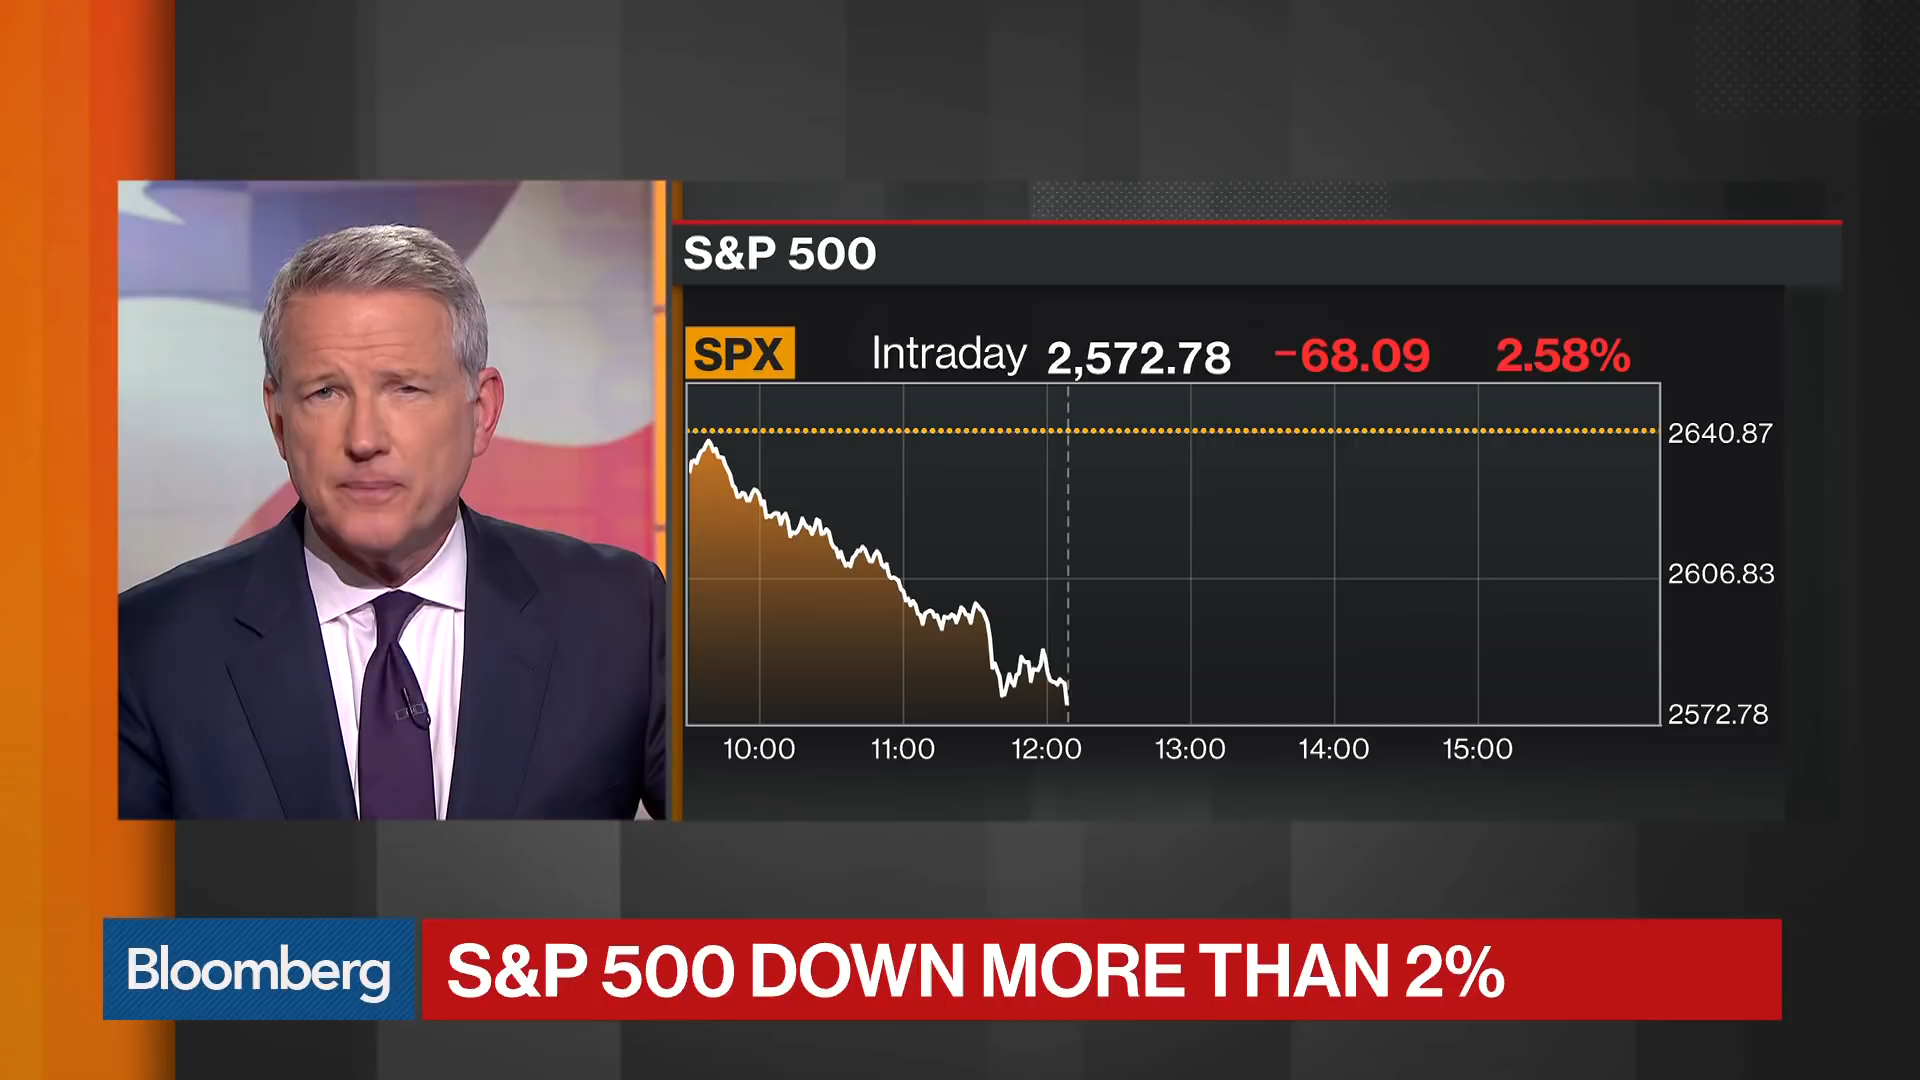 S&P 500
SPX Intraday 2,572.78 -68.09 2.58%
2640.87
2606.83
2572.78
10:00 11:00 12:00 13:00 14:00 15:00
Bloomberg S&P 500 DOWN MORE THAN 2%